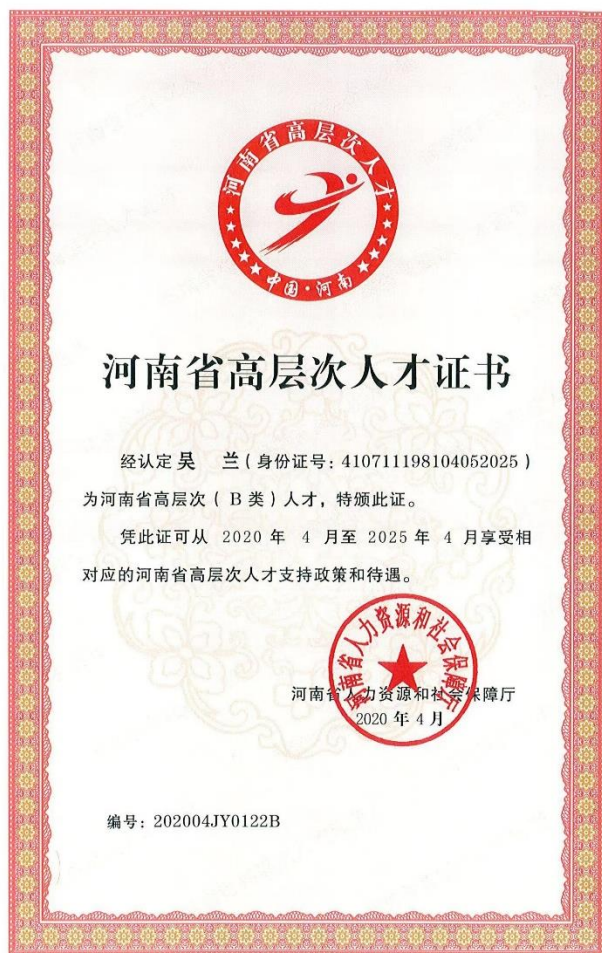 河南省高层次人才
中国·河南
河南省高层次人才证书
经认定 吴 兰 (身份证号: 410711198104052025)
为河南省高层次( B 类)人才,特颁此证。
凭此证可从 2020 年 4 月至 2025 年 4 月享受相
对应的河南省高层次人才支持政策和待遇。
河南省人力资源和社会保障厅
河南省人力资源和社会保障厅
2020 年 4 月
编号: 202004JY0122B